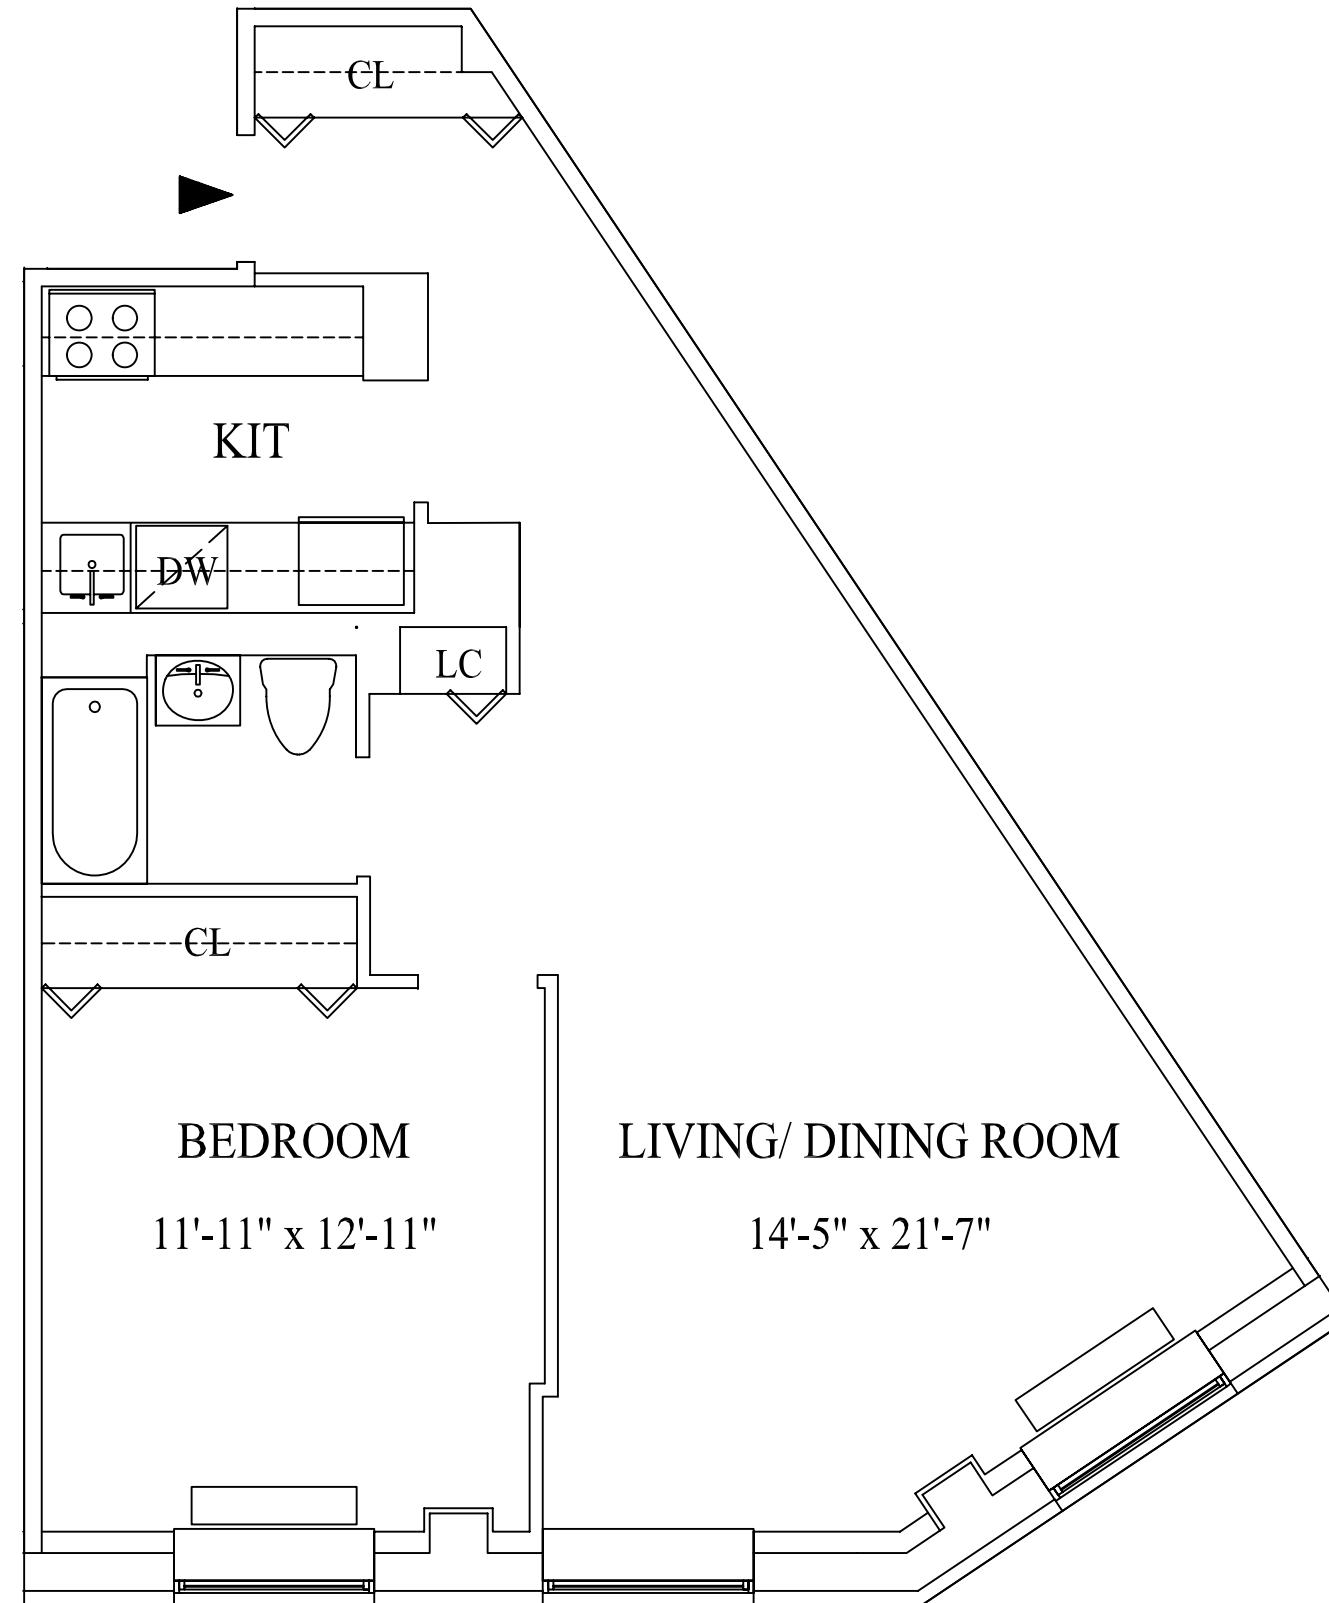 CL
KIT
DW
LC
CL
BEDROOM
11'-11" x 12'-11"
LIVING/ DINING ROOM
14'-5" x 21'-7"